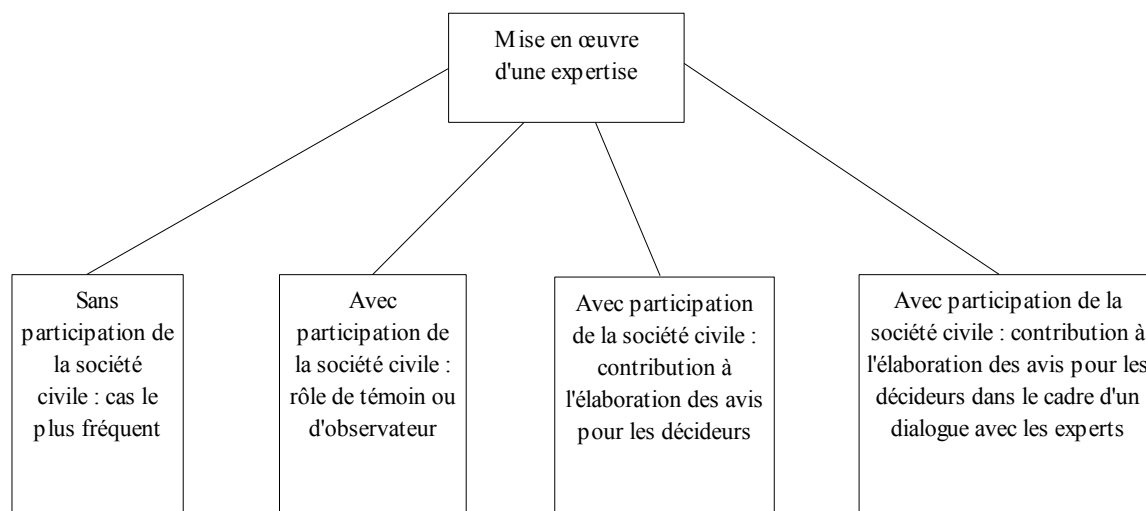 Mise en œuvre
d'une expertise
Sans
participation de
la société
civile : cas le
plus fréquent
Avec
participation de
la société civile :
rôle de témoin ou
d'observateur
Avec participation
de la société civile :
contribution à
l'élaboration des avis
pour les décideurs
Avec participation de la
société civile : contribution à
l'élaboration des avis pour les
décideurs dans le cadre d'un
dialogue avec les experts